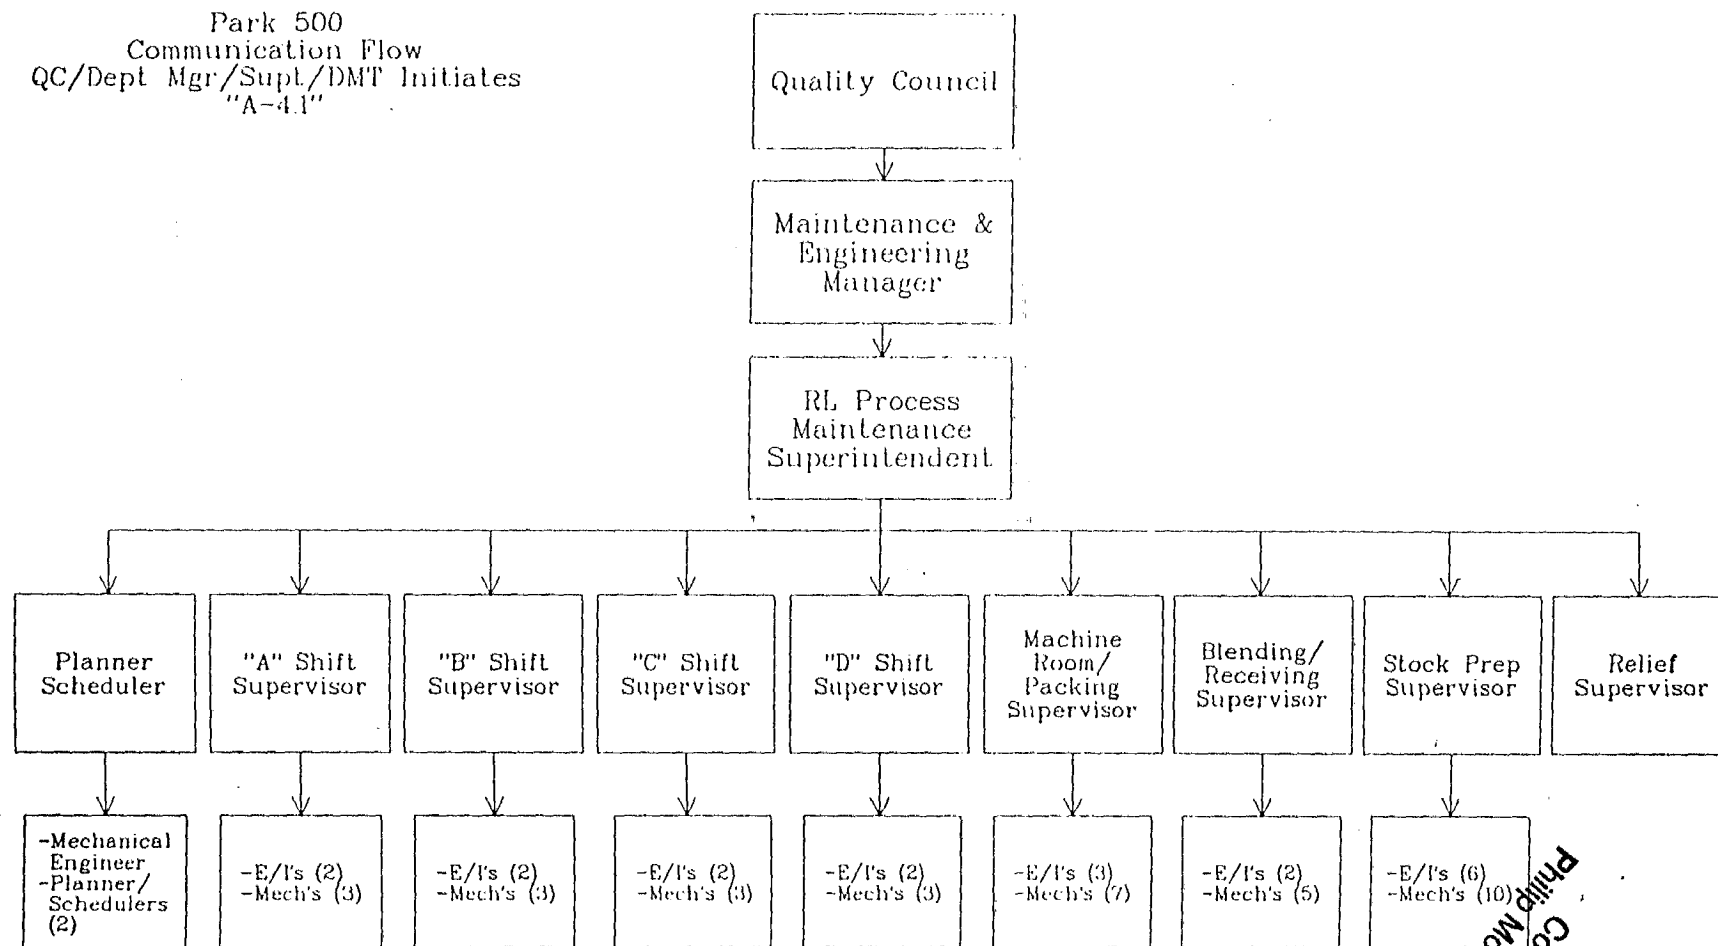 Park 500
Communication Flow
QC/Dept Mgr/Supt/DMT Initiates
"A-4.1"
Quality Council
Maintenance &
Engineering
Manager
RL Process
Maintenance
Superintendent
Planner
Scheduler
"A" Shift
Supervisor
"B" Shift
Supervisor
"C" Shift
Supervisor
"D" Shift
Supervisor
Machine
Room/
Packing
Supervisor
Blending/
Receiving
Supervisor
Stock Prep
Supervisor
Relief
Supervisor
-Mechanical
Engineer
-Planner/
Schedulers
(2)
-E/I's (2)
-Mech's (3)
-E/I's (2)
-Mech's (3)
-E/I's (2)
-Mech's (3)
-E/I's (2)
-Mech's (3)
-E/I's (3)
-Mech's (7)
-E/I's (2)
-Mech's (5)
-E/I's (6)
-Mech's (10)
Philip Mo
Co